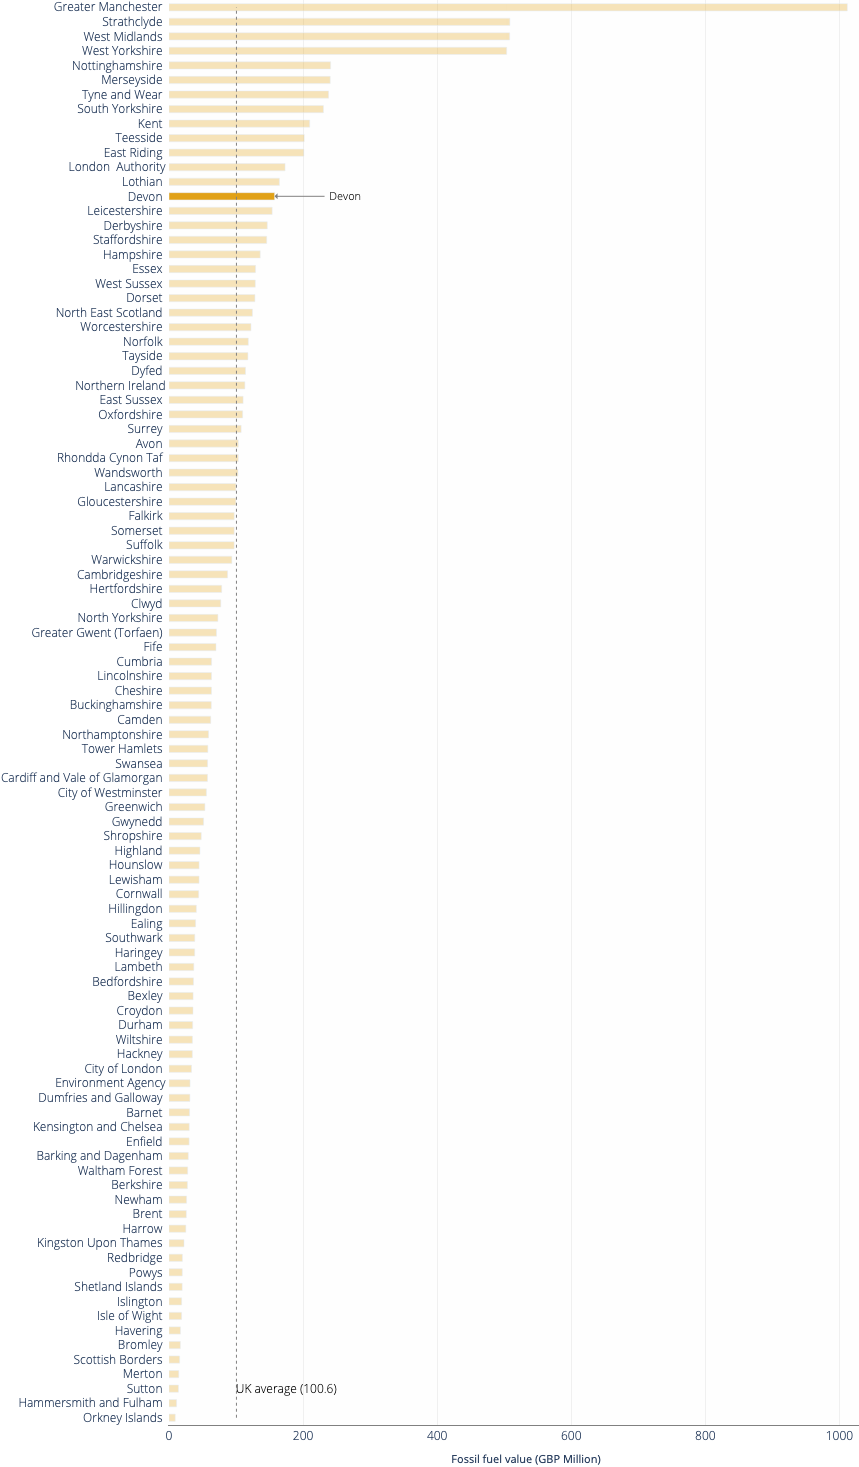 Greater Manchester
Strathclyde
West Midlands
West Yorkshire
Nottinghamshire
Merseyside
Tyne and Wear
South Yorkshire
Kent
Teesside
East Riding
London  Authority
Lothian
Devon
Devon
Leicestershire
Derbyshire
Staffordshire
Hampshire
Essex
West Sussex
Dorset
North East Scotland
Worcestershire
Norfolk
Tayside
Dyfed
Northern Ireland
East Sussex
Oxfordshire
Surrey
Avon
Rhondda Cynon Taf
Wandsworth
Lancashire
Gloucestershire
Falkirk
Somerset
Suffolk
Warwickshire
Cambridgeshire
Hertfordshire
Clwyd
North Yorkshire
Greater Gwent (Torfaen)
Fife
Cumbria
Lincolnshire
Cheshire
Buckinghamshire
Camden
Northamptonshire
Tower Hamlets
Swansea
Cardiff and Vale of Glamorgan
City of Westminster
Greenwich
Gwynedd
Shropshire
Highland
Hounslow
Lewisham
Cornwall
Hillingdon
Ealing
Southwark
Haringey
Lambeth
Bedfordshire
Bexley
Croydon
Durham
Wiltshire
Hackney
City of London
Environment Agency
Dumfries and Galloway
Barnet
Kensington and Chelsea
Enfield
Barking and Dagenham
Waltham Forest
Berkshire
Newham
Brent
Harrow
Kingston Upon Thames
Redbridge
Powys
Shetland Islands
Islington
Isle of Wight
Havering
Bromley
Scottish Borders
Merton
Sutton
UK average (100.6)
Hammersmith and Fulham
Orkney Islands
0 200 400 600 800 1000
Fossil fuel value (GBP Million)